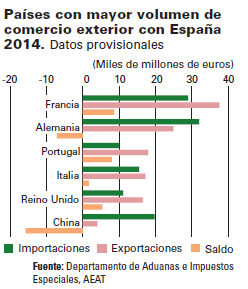 Países con mayor volumen de
comercio exterior con España
2014. Datos provisionales
(Miles de millones de euros)
-20 -10 0 10 20 30 40
Francia
Alemania
Portugal
Italia
Reino Unido
China
Importaciones Exportaciones Saldo
Fuente: Departamento de Aduanas e Impuestos
Especiales, AEAT